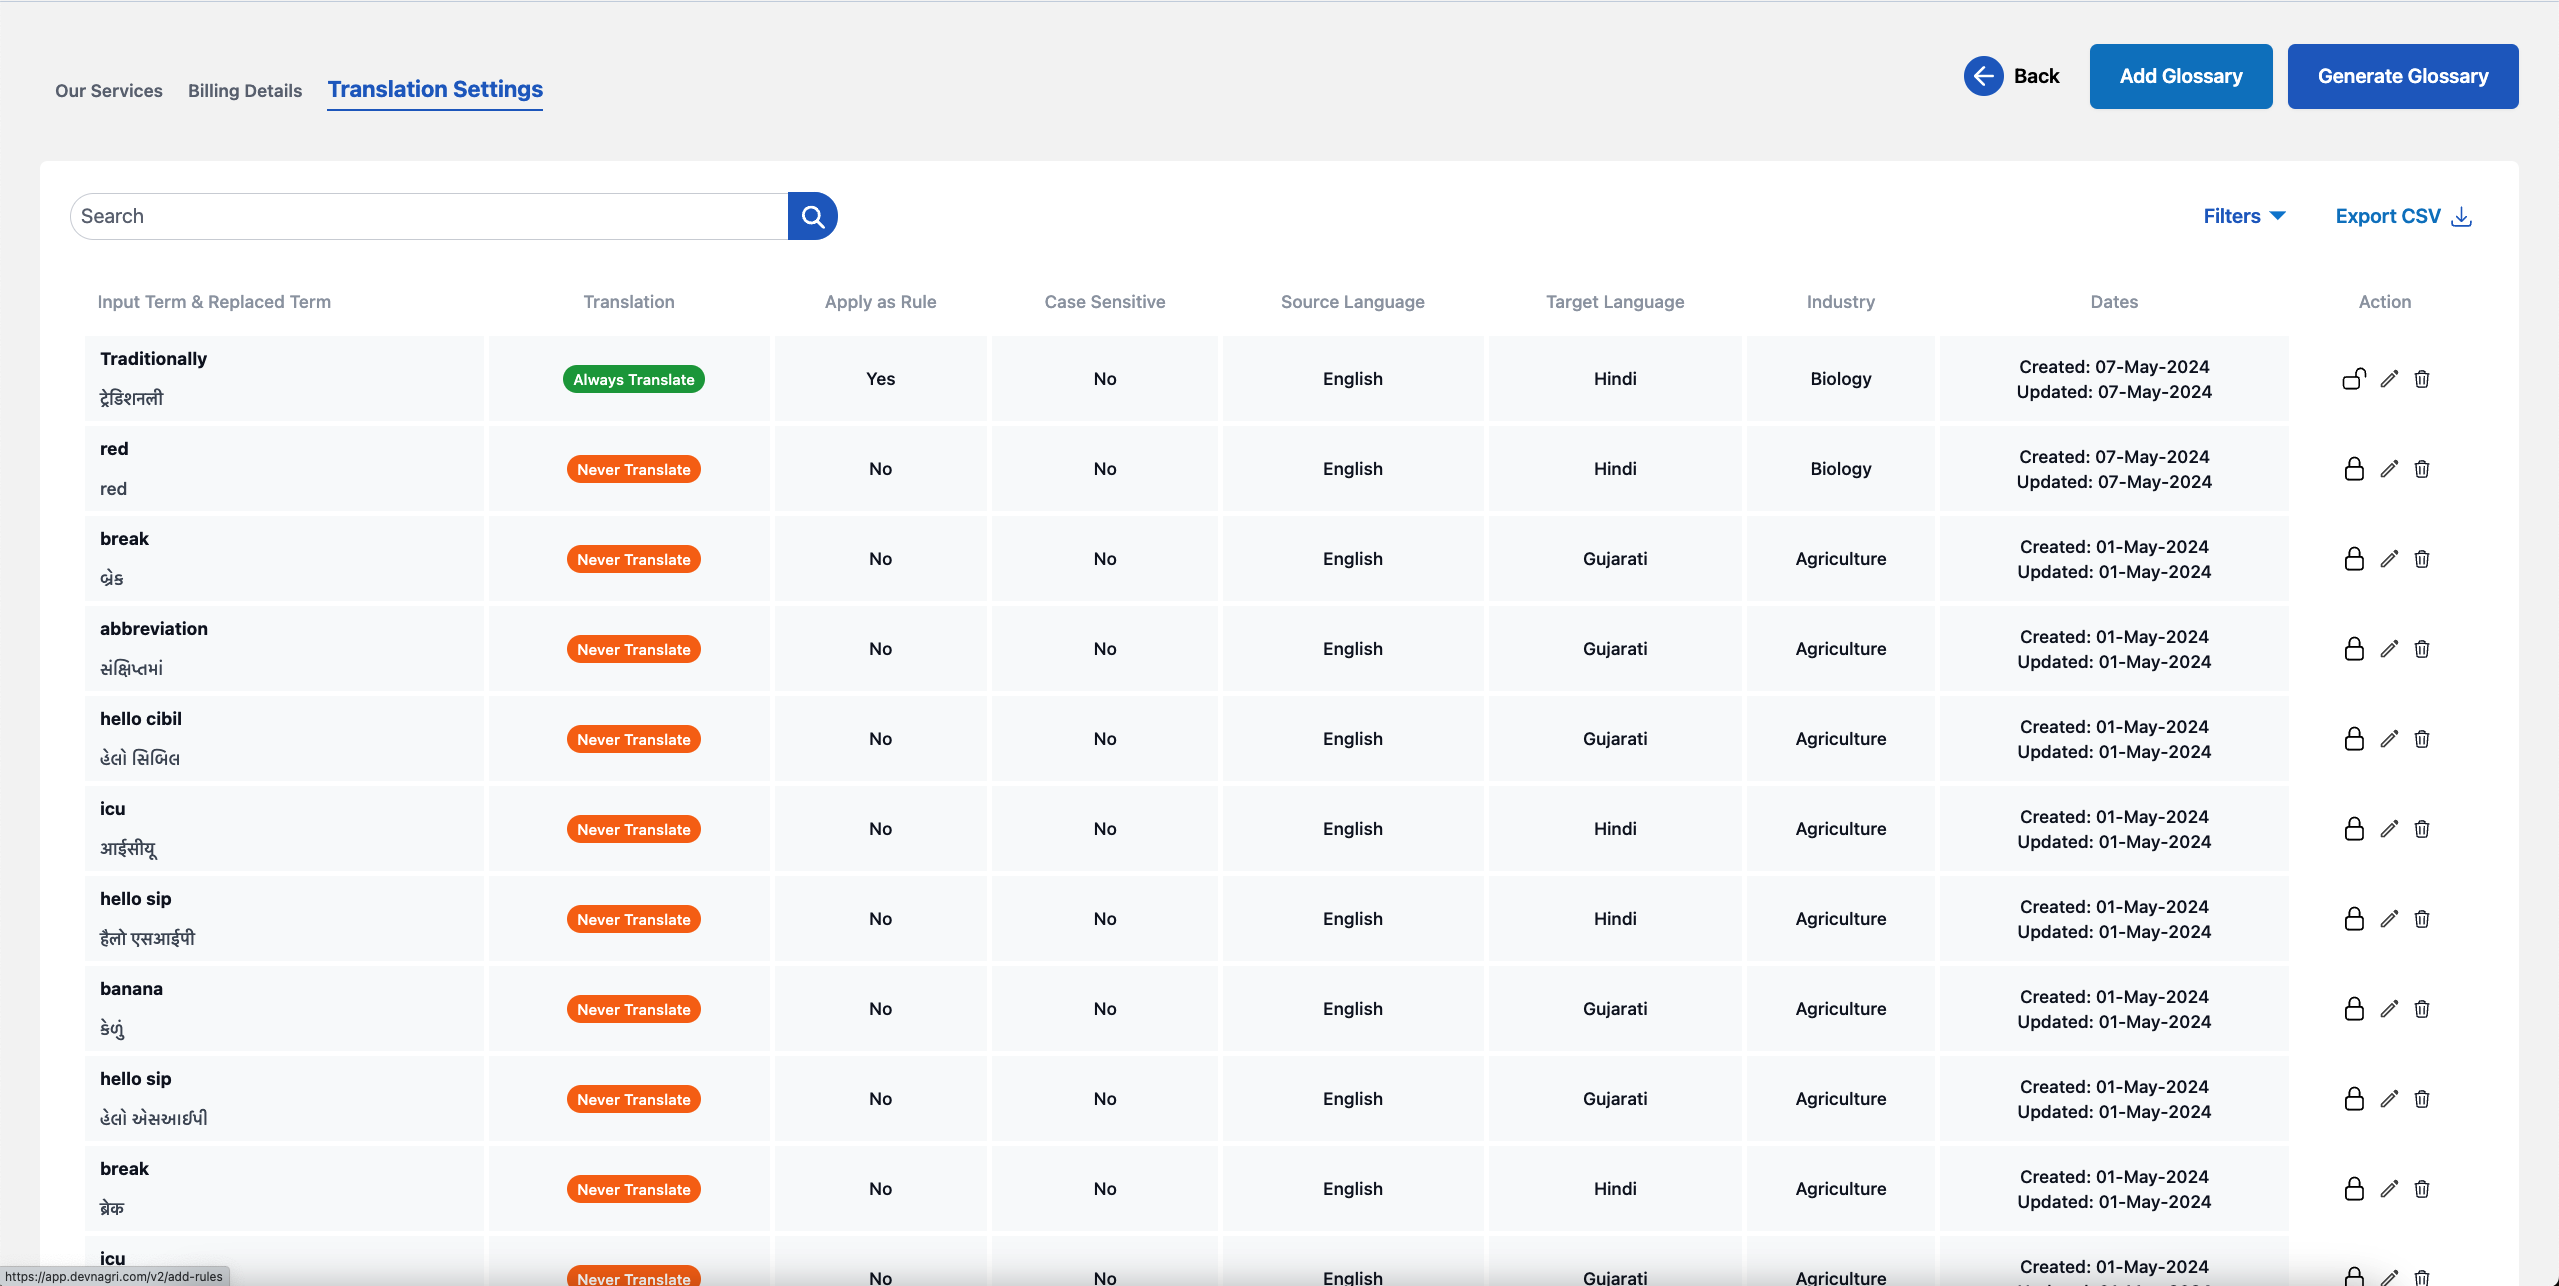 Our Services Billing Details Translation Settings Back Add Glossary Generate Glossary
Search Filters Export CSV
Input Term & Replaced Term Translation Apply as Rule Case Sensitive Source Language Target Language Industry Dates Action
Traditionally
ट्रेडिशनली
Always Translate Yes No English Hindi Biology
Created: 07-May-2024
Updated: 07-May-2024
red
red
Never Translate No No English Hindi Biology
Created: 07-May-2024
Updated: 07-May-2024
break
બ્રેક
Never Translate No No English Gujarati Agriculture
Created: 01-May-2024
Updated: 01-May-2024
abbreviation
સંક્ષિપ્તમાં
Never Translate No No English Gujarati Agriculture
Created: 01-May-2024
Updated: 01-May-2024
hello cibil
હેલો સિબિલ
Never Translate No No English Gujarati Agriculture
Created: 01-May-2024
Updated: 01-May-2024
icu
आईसीयू
Never Translate No No English Hindi Agriculture
Created: 01-May-2024
Updated: 01-May-2024
hello sip
हैलो एसआईपी
Never Translate No No English Hindi Agriculture
Created: 01-May-2024
Updated: 01-May-2024
banana
કેળું
Never Translate No No English Gujarati Agriculture
Created: 01-May-2024
Updated: 01-May-2024
hello sip
હેલો એસઆઈપી
Never Translate No No English Gujarati Agriculture
Created: 01-May-2024
Updated: 01-May-2024
break
ब्रेक
Never Translate No No English Hindi Agriculture
Created: 01-May-2024
Updated: 01-May-2024
icu
Never Translate No No English Gujarati Agriculture
Created: 01-May-2024
https://app.devnagri.com/v2/add-rules